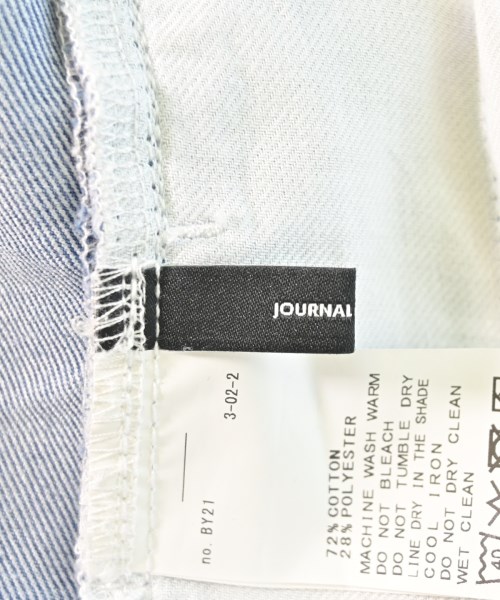 JOURNAL
3-02-2
no. BY21
72% COTTON
28% POLYESTER
MACHINE WASH WARM
DO NOT BLEACH
DO NOT TUMBLE DRY
LINE DRY IN THE SHADE
COOL IRON
DO NOT DRY CLEAN
WET CLEAN
40